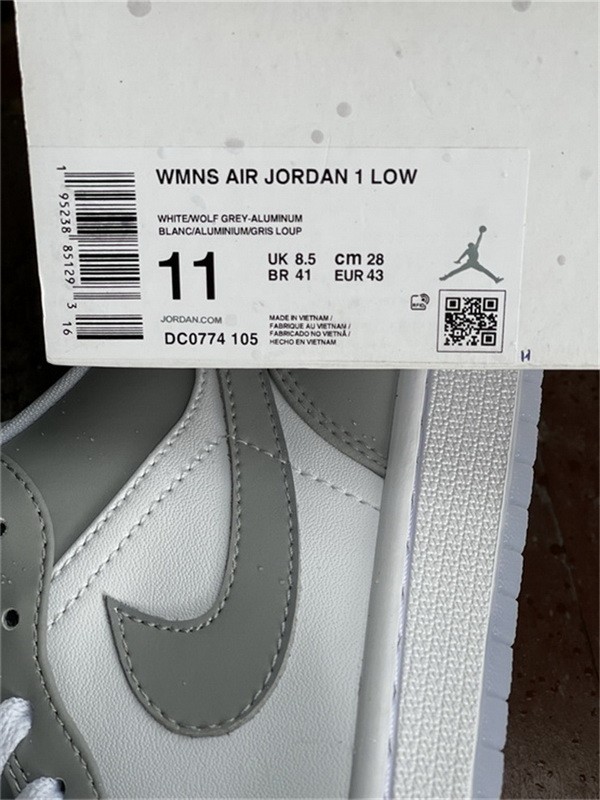 WMNS AIR JORDAN 1 LOW
WHITE/WOLF GREY-ALUMINUM
BLANC/ALUMINIUM/GRIS LOUP
11
UK 8.5 cm 28
BR 41 EUR 43
JORDAN.COM
DC0774 105
MADE IN VIETNAM /
FABRIQUE AU VIETNAM /
FABRICADO NO VIETNÃ /
HECHO EN VIETNAM
RFID
1 95238 85129 3 16
H